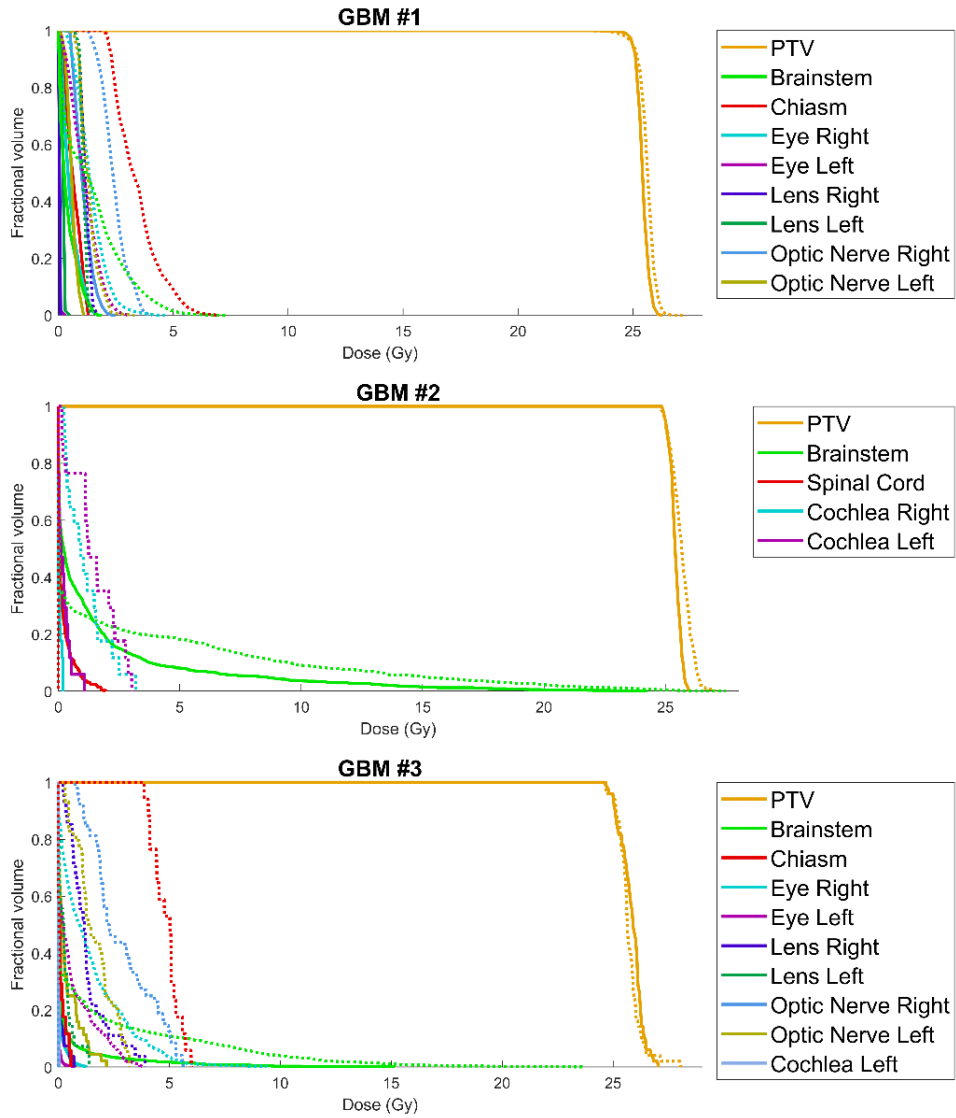 GBM #1
1
0.8
0.6
0.4
0.2
0
Fractional volume
0 5 10 15 20 25
Dose (Gy)
PTV
Brainstem
Chiasm
Eye Right
Eye Left
Lens Right
Lens Left
Optic Nerve Right
Optic Nerve Left
GBM #2
1
0.8
0.6
0.4
0.2
0
Fractional volume
0 5 10 15 20 25
Dose (Gy)
PTV
Brainstem
Spinal Cord
Cochlea Right
Cochlea Left
GBM #3
1
0.8
0.6
0.4
0.2
0
Fractional volume
0 5 10 15 20 25
Dose (Gy)
PTV
Brainstem
Chiasm
Eye Right
Eye Left
Lens Right
Lens Left
Optic Nerve Right
Optic Nerve Left
Cochlea Left